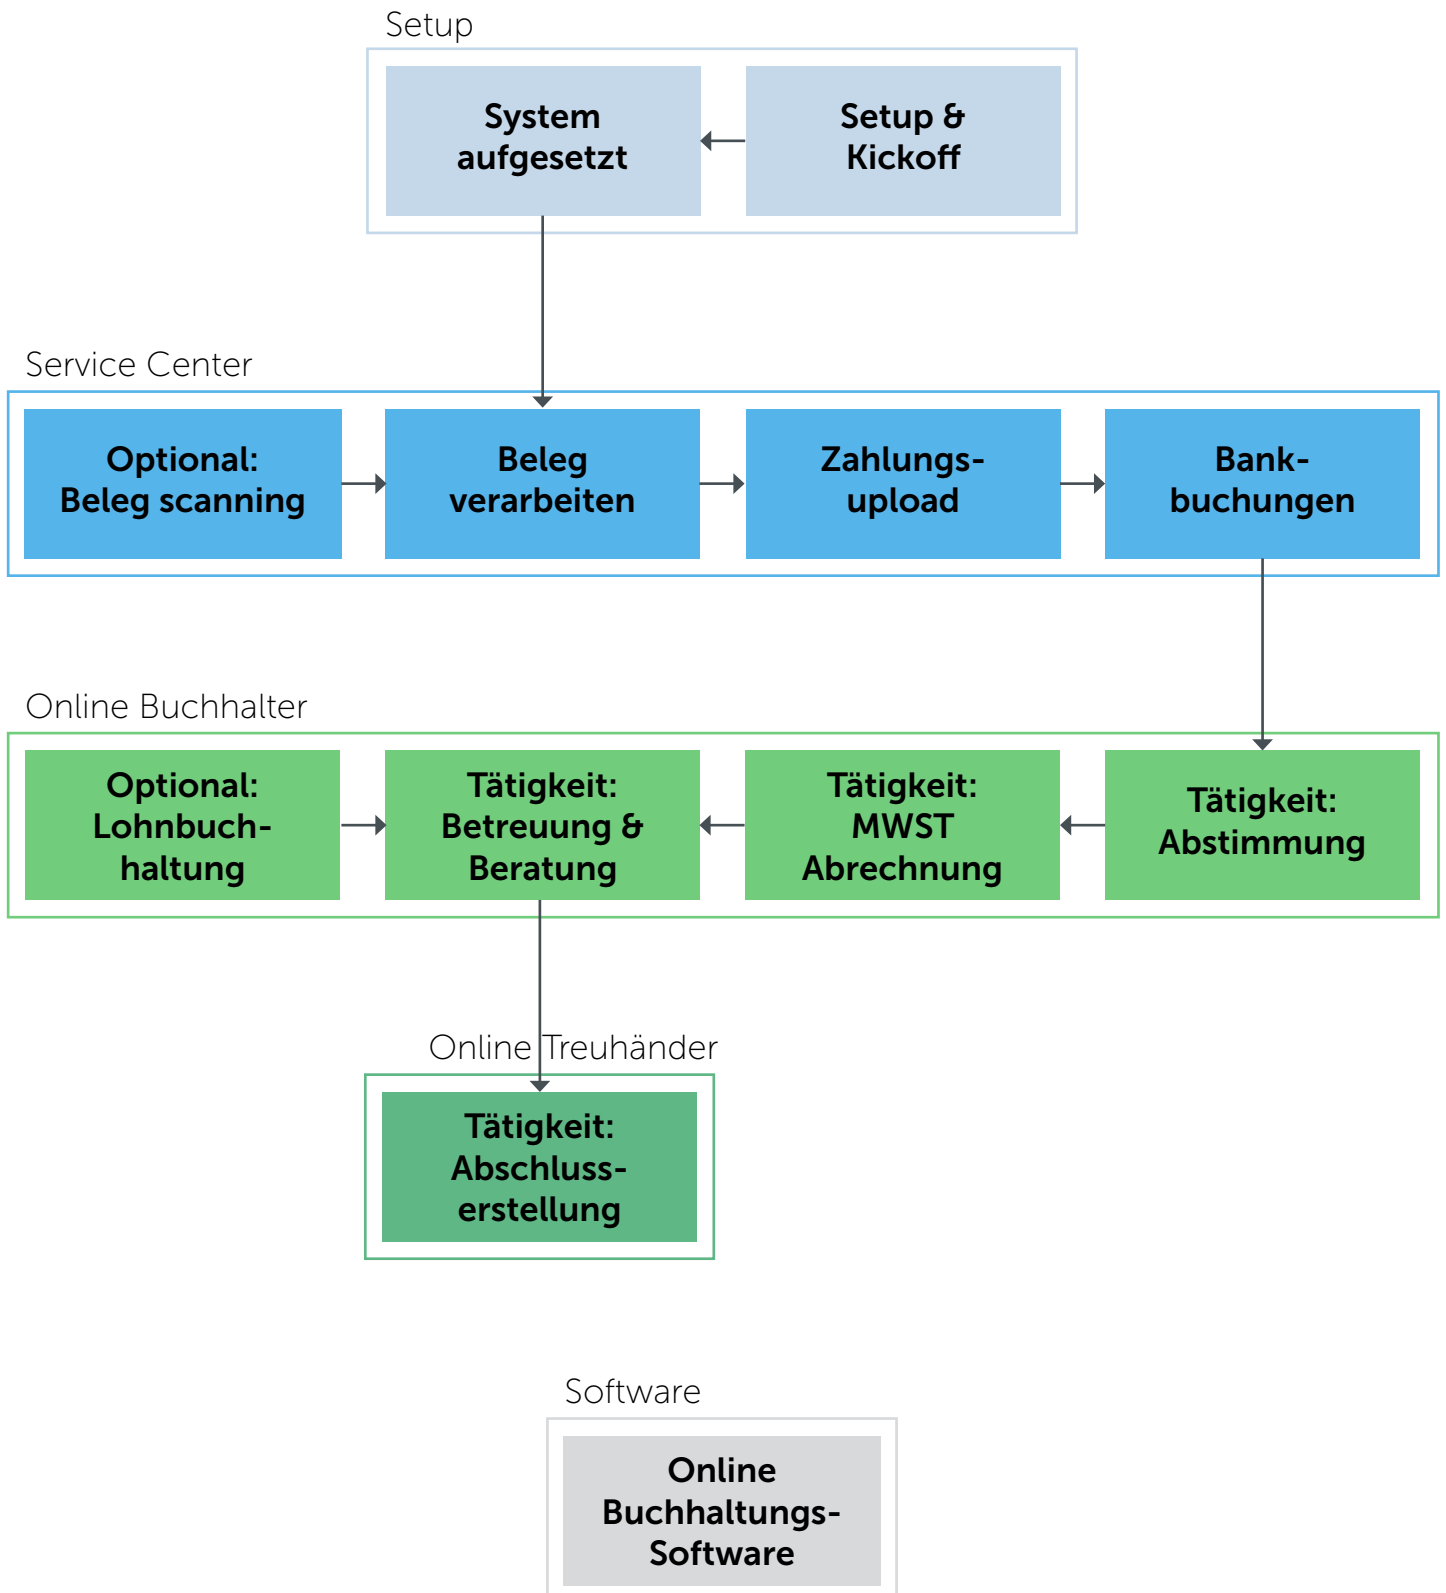 Setup
System
aufgesetzt
Setup &
Kickoff
Service Center
Optional:
Beleg scanning
Beleg
verarbeiten
Zahlungs-
upload
Bank-
buchungen
Online Buchhalter
Optional:
Lohnbuch-
haltung
Tätigkeit:
Betreuung &
Beratung
Tätigkeit:
MWST
Abrechnung
Tätigkeit:
Abstimmung
Online Treuhänder
Tätigkeit:
Abschluss-
erstellung
Software
Online
Buchhaltungs-
Software